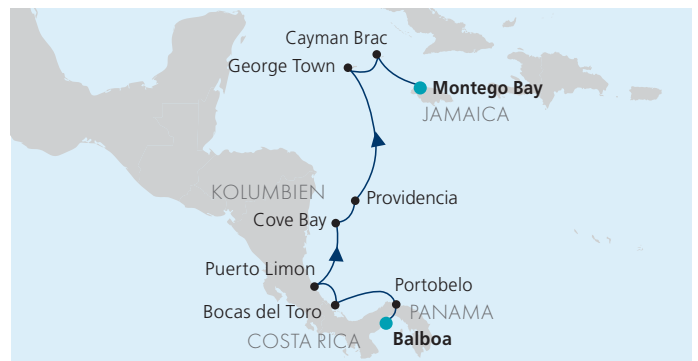 Cayman Brac
George Town
Montego Bay
JAMAICA
KOLUMBIEN
Providencia
Cove Bay
Puerto Limon
Portobelo
Bocas del Toro
PANAMA
COSTA RICA
Balboa